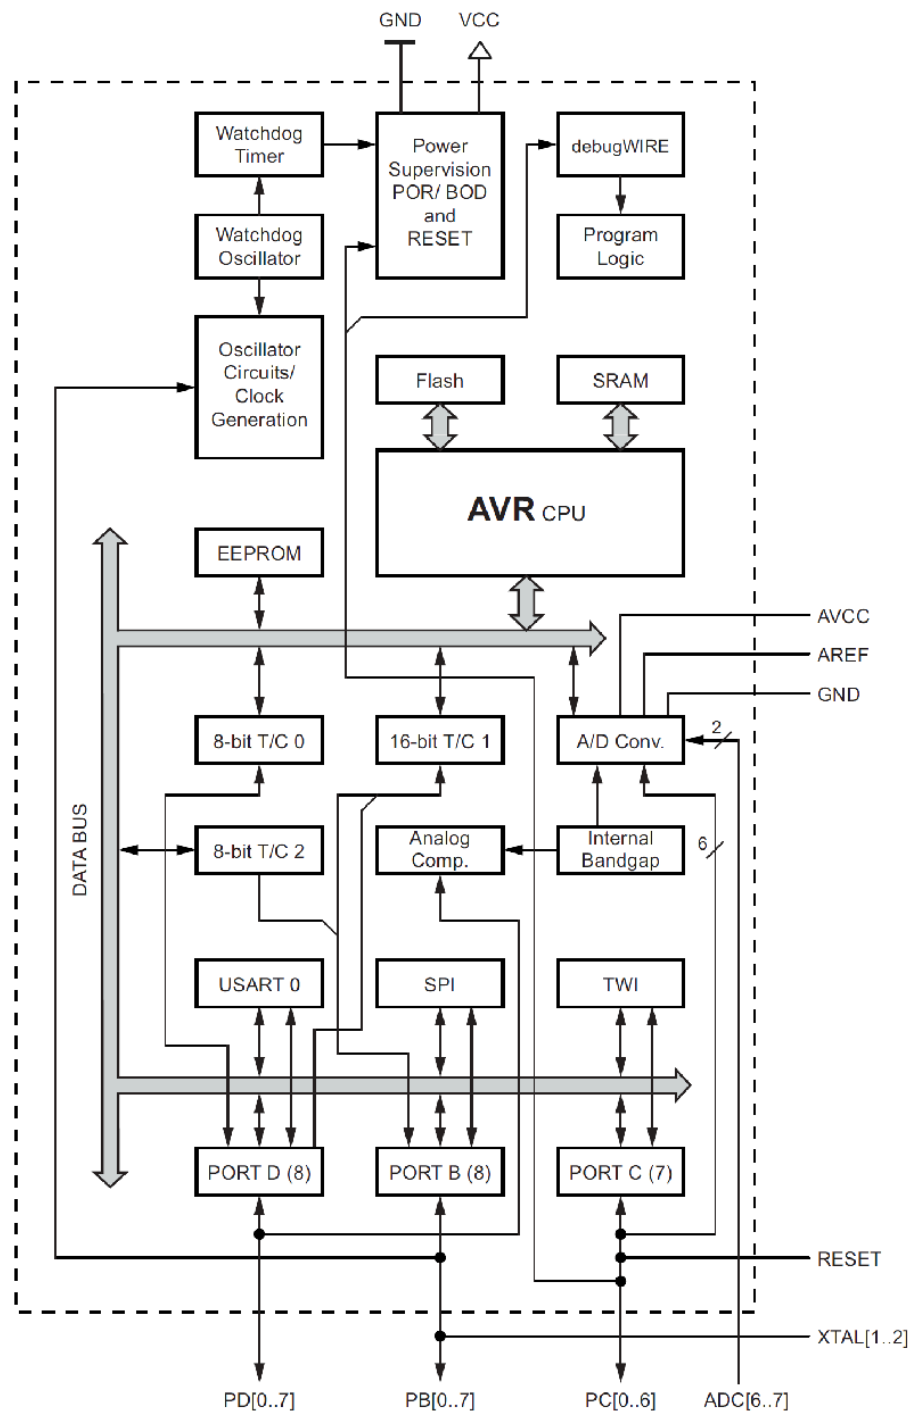 GND
VCC
Watchdog
Timer
Power
Supervision
POR/ BOD
and
RESET
debugWIRE
Watchdog
Oscillator
Program
Logic
Oscillator
Circuits/
Clock
Generation
Flash
SRAM
AVR CPU
EEPROM
AVCC
AREF
GND
8-bit T/C 0
16-bit T/C 1
A/D Conv.
2
DATA BUS
8-bit T/C 2
Analog
Comp.
Internal
Bandgap
6
USART 0
SPI
TWI
PORT D (8)
PORT B (8)
PORT C (7)
RESET
XTAL[1..2]
PD[0..7]
PB[0..7]
PC[0..6]
ADC[6..7]